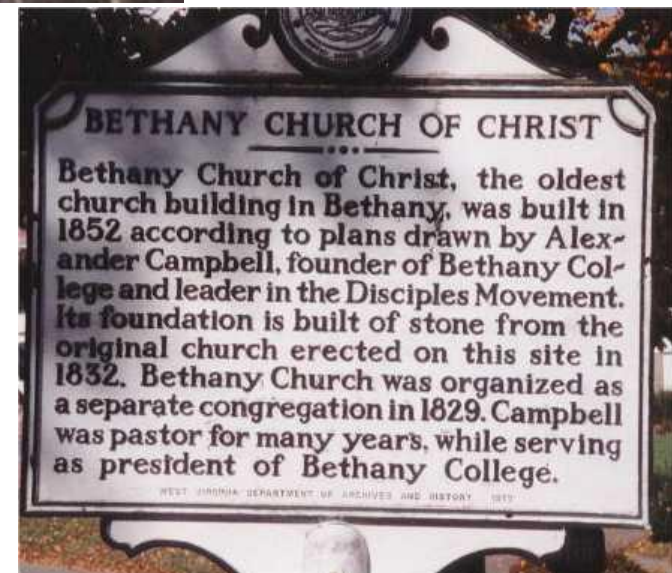 BETHANY CHURCH OF CHRIST
Bethany Church of Christ, the oldest
church building in Bethany, was built in
1852 according to plans drawn by Alex-
ander Campbell, founder of Bethany Col-
lege and leader in the Disciples Movement.
Its foundation is built of stone from the
original church erected on this site in
1832. Bethany Church was organized as
a separate congregation in 1829. Campbell
was pastor for many years, while serving
as president of Bethany College.
WEST VIRGINIA DEPARTMENT OF ARCHIVES AND HISTORY